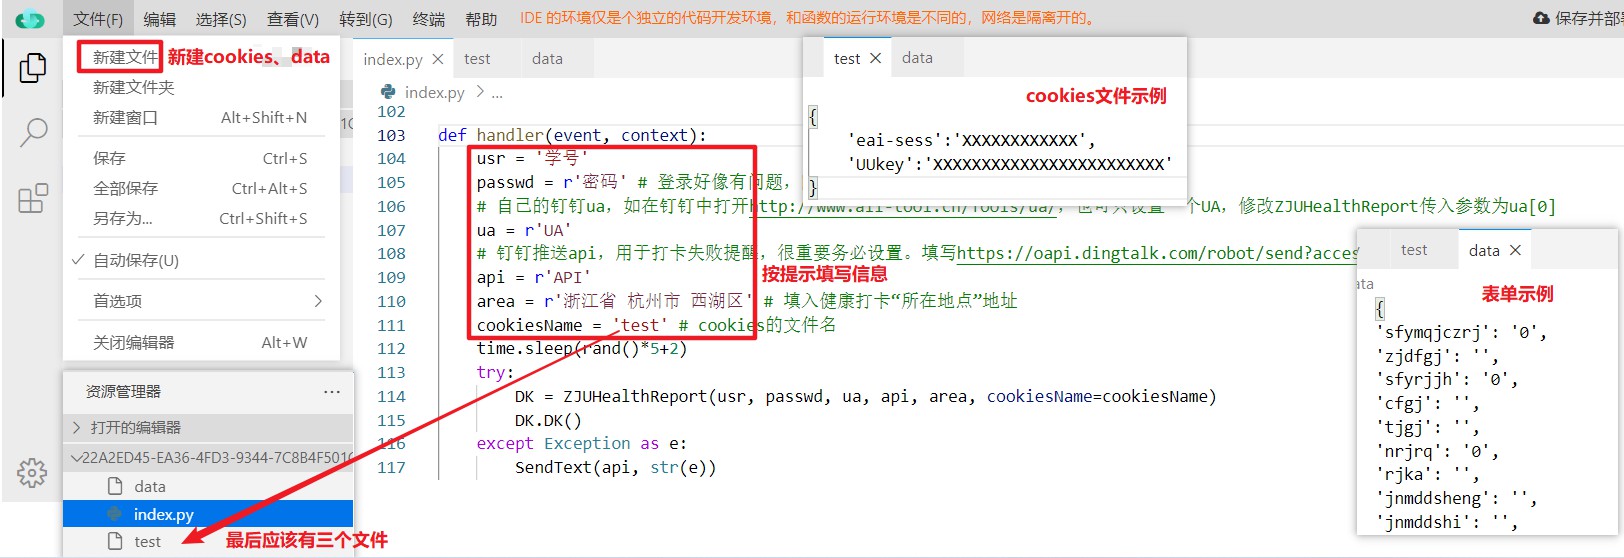 文件(F) 编辑 选择(S) 查看(V) 转到(G) 终端 帮助 IDE 的环境仅是个独立的代码开发环境，和函数的运行环境是不同的，网络是隔离开的。 保存并部
新建文件 新建cookies、data
新建文件夹
新建窗口 Alt+Shift+N
保存 Ctrl+S
全部保存 Ctrl+Alt+S
另存为... Ctrl+Shift+S
自动保存(U)
首选项
关闭编辑器 Alt+W
资源管理器 ...
打开的编辑器
22A2ED45-EA36-4FD3-9344-7C8B4F501
data
index.py
test
最后应该有三个文件
index.py test data
index.py > ...
102
103 def handler(event, context):
104 usr = '学号'
105 passwd = r'密码' # 登录好像有问题，
106 # 自己的钉钉ua，如在钉钉中打开http://www.all-tool.cn/Tools/ua/，也可只设置一个UA，修改ZJUHealthReport传入参数为ua[0]
107 ua = r'UA'
108 # 钉钉推送api，用于打卡失败提醒，很重要务必设置。填写https://oapi.dingtalk.com/robot/send?acces
109 api = r'API'
按提示填写信息
110 area = r'浙江省 杭州市 西湖区' # 填入健康打卡“所在地点”地址
111 cookiesName = 'test' # cookies的文件名
112 time.sleep(rand()*5+2)
113 try:
114 DK = ZJUHealthReport(usr, passwd, ua, api, area, cookiesName=cookiesName)
115 DK.DK()
116 except Exception as e:
117 SendText(api, str(e))
test data
cookies文件示例
{
'eai-sess':'XXXXXXXXXXXX',
'UUkey':'XXXXXXXXXXXXXXXXXXXXXXXX'
}
test data
ata
表单示例
{
'sfymqjczrj': '0',
'zjdfgj': '',
'sfyrjjh': '0',
'cfgj': '',
'tjgj': '',
'nrjrq': '0',
'rjka': '',
'jnmddsheng': '',
'jnmddshi': '',